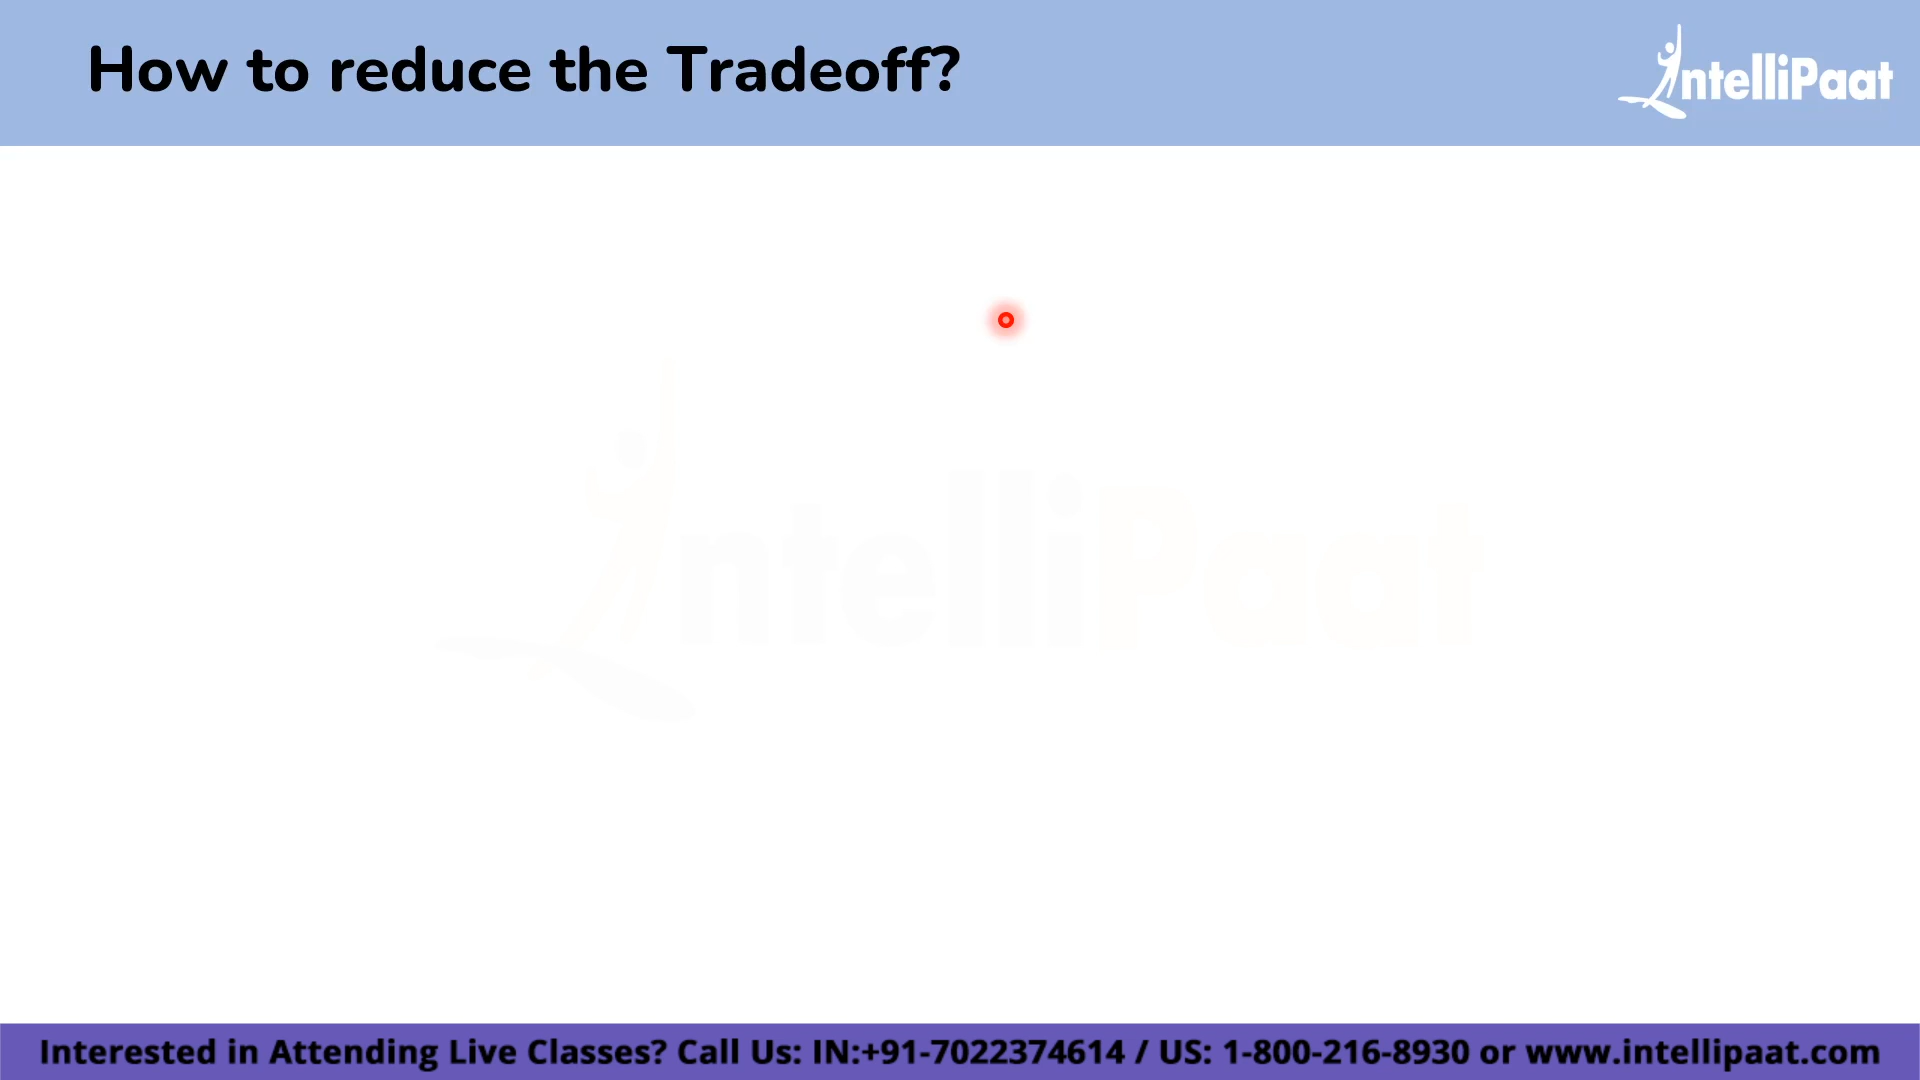 How to reduce the Tradeoff?
IntelliPaat
IntelliPaat
Interested in Attending Live Classes? Call Us: IN:+91-7022374614 / US: 1-800-216-8930 or www.intellipaat.com